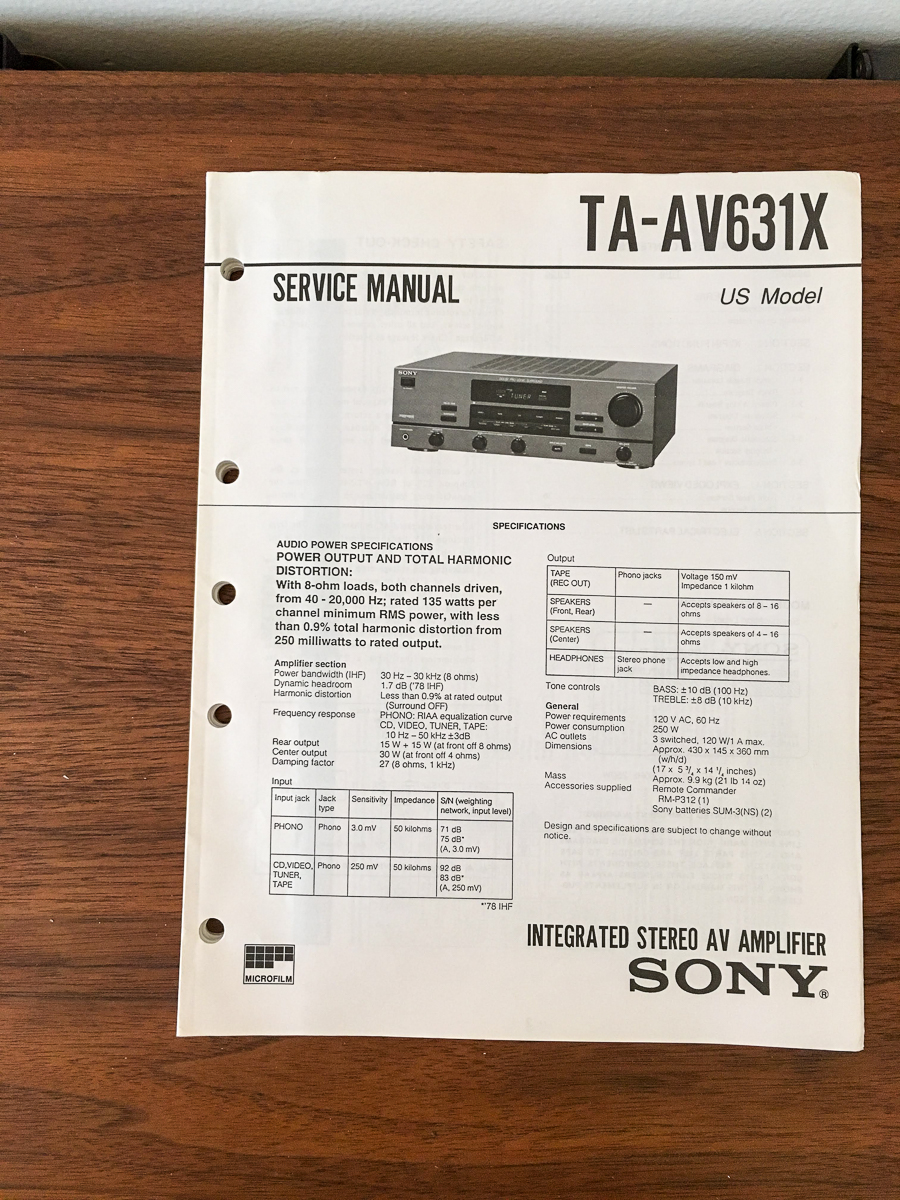 TA-AV631X
SERVICE MANUAL
US Model
SONY
TUNER
SPECIFICATIONS
AUDIO POWER SPECIFICATIONS
POWER OUTPUT AND TOTAL HARMONIC
DISTORTION:
With 8-ohm loads, both channels driven,
from 40 - 20,000 Hz; rated 135 watts per
channel minimum RMS power, with less
than 0.9% total harmonic distortion from
250 milliwatts to rated output.
Amplifier section
Power bandwidth (IHF) 30 Hz – 30 kHz (8 ohms)
Dynamic headroom 1.7 dB ('78 IHF)
Harmonic distortion Less than 0.9% at rated output
(Surround OFF)
Frequency response PHONO: RIAA equalization curve
CD, VIDEO, TUNER, TAPE:
10 Hz – 50 kHz ±3dB
Rear output 15 W + 15 W (at front off 8 ohms)
Center output 30 W (at front off 4 ohms)
Damping factor 27 (8 ohms, 1 kHz)
Input
Input jack Jack type Sensitivity Impedance S/N (weighting network, input level)
PHONO Phono 3.0 mV 50 kilohms 71 dB
75 dB*
(A, 3.0 mV)
CD,VIDEO, Phono 250 mV 50 kilohms 92 dB
TUNER, 83 dB*
TAPE (A, 250 mV)
*'78 IHF
Output
TAPE Phono jacks Voltage 150 mV
(REC OUT) Impedance 1 kilohm
SPEAKERS — Accepts speakers of 8 – 16
(Front, Rear) ohms
SPEAKERS — Accepts speakers of 4 – 16
(Center) ohms
HEADPHONES Stereo phone Accepts low and high
jack impedance headphones.
Tone controls BASS: ±10 dB (100 Hz)
TREBLE: ±8 dB (10 kHz)
General
Power requirements 120 V AC, 60 Hz
Power consumption 250 W
AC outlets 3 switched, 120 W/1 A max.
Dimensions Approx. 430 x 145 x 360 mm
(w/h/d)
(17 x 5 3/4 x 14 1/4 inches)
Mass Approx. 9.9 kg (21 lb 14 oz)
Accessories supplied Remote Commander
RM-P312 (1)
Sony batteries SUM-3(NS) (2)
Design and specifications are subject to change without
notice.
MICROFILM
INTEGRATED STEREO AV AMPLIFIER
SONY®